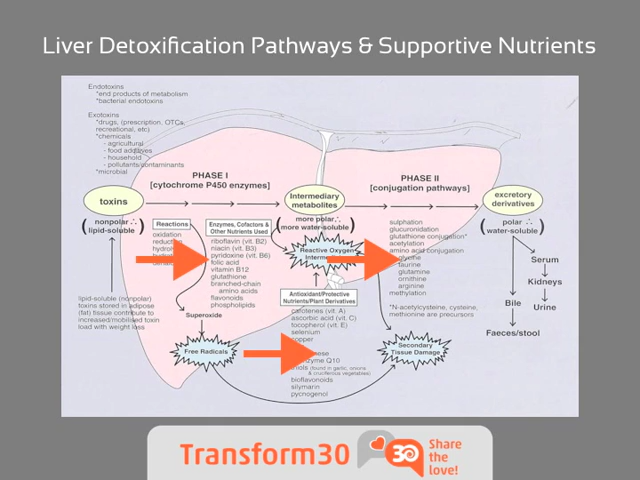 Liver Detoxification Pathways & Supportive Nutrients
Endotoxins
*end products of metabolism
*bacterial endotoxins
Exotoxins
*drugs, (prescription, OTCs,
recreational, etc)
*chemicals
- agricultural
- food additives
- household
- pollutants/contaminants
*microbial
PHASE I
[cytochrome P450 enzymes]
PHASE II
[conjugation pathways]
toxins
Intermediary
metabolites
excretory
derivatives
( nonpolar ∴
lipid-soluble )
( more polar ∴
more water-soluble )
( polar ∴
water-soluble )
Reactions
oxidation
Enzymes, Cofactors &
Other Nutrients Used
riboflavin (vit. B2)
niacin (vit. B3)
pyridoxine (vit. B6)
folic acid
vitamin B12
glutathione
branched-chain
amino acids
flavonoids
phospholipids
Reactive Oxygen
sulphation
glucuronidation
glutathione conjugation*
acetylation
amino acid conjugation
taurine
glutamine
ornithine
arginine
methylation
*N-acetylcysteine, cysteine,
methionine are precursors
Serum
Kidneys
Urine
Bile
Faeces/stool
lipid-soluble (nonpolar)
toxins stored in adipose
(fat) tissue contribute to
increased/mobilised toxin
load with weight loss
Superoxide
Free Radicals
Antioxidant/Protective
Nutrients/Plant Derivatives
carotenes (vit. A)
ascorbic acid (vit. C)
tocopherol (vit. E)
selenium
Q10
(found in garlic, onions
& cruciferous vegetables)
bioflavonoids
silymarin
pycnogenol
Secondary
Tissue Damage
Transform30
30
Share
the
love!